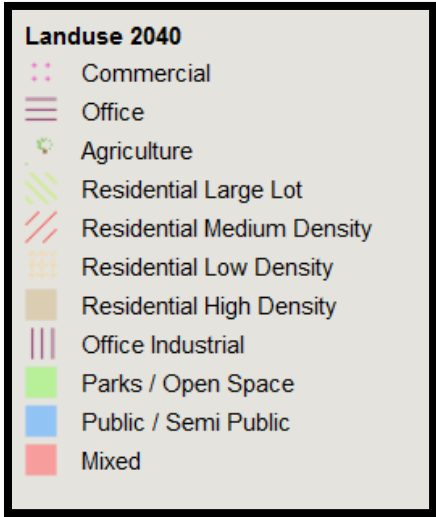 Landuse 2040
Commercial
Office
Agriculture
Residential Large Lot
Residential Medium Density
Residential Low Density
Residential High Density
Office Industrial
Parks / Open Space
Public / Semi Public
Mixed